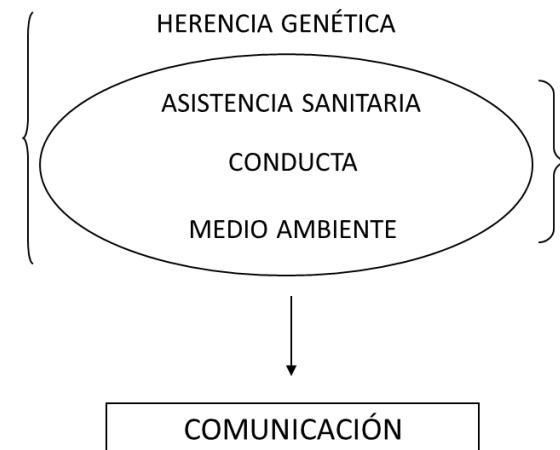 HERENCIA GENÉTICA
ASISTENCIA SANITARIA
CONDUCTA
MEDIO AMBIENTE
COMUNICACIÓN